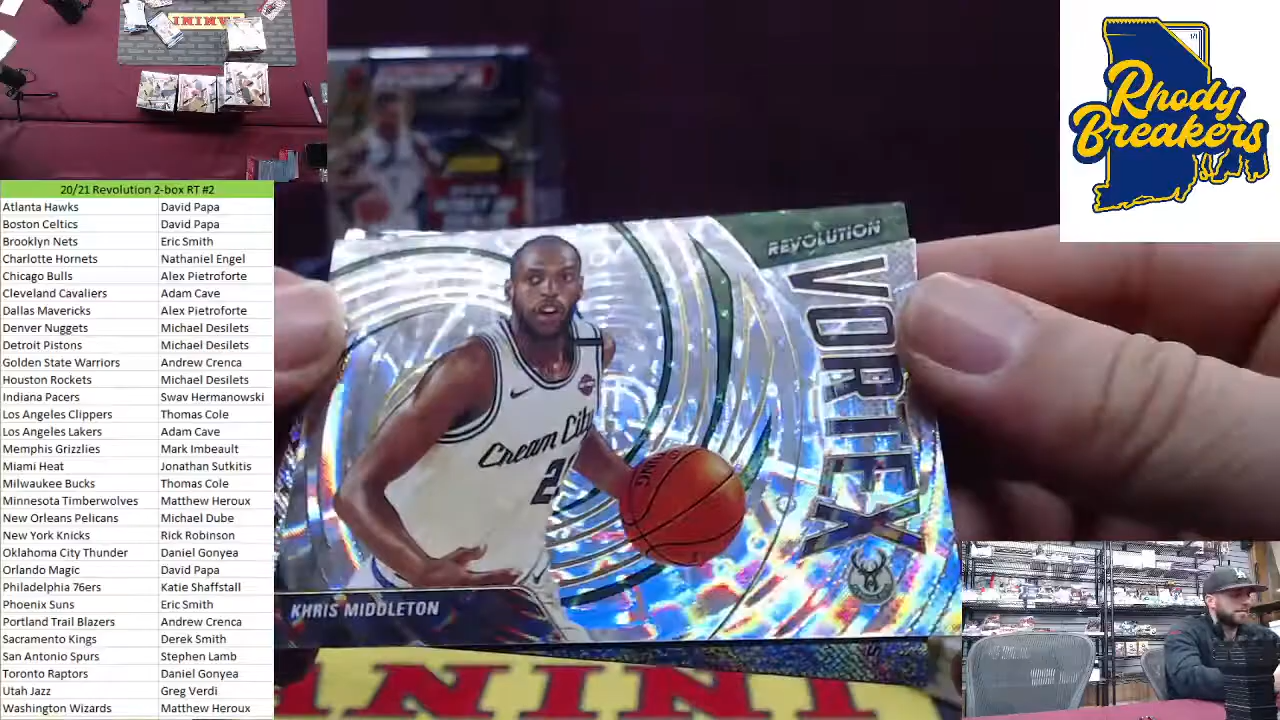 PANINI
Rhody
Breakers
20/21 Revolution 2-box RT #2
Atlanta Hawks David Papa
Boston Celtics David Papa
Brooklyn Nets Eric Smith
Charlotte Hornets Nathaniel Engel
Chicago Bulls Alex Pietroforte
Cleveland Cavaliers Adam Cave
Dallas Mavericks Alex Pietroforte
Denver Nuggets Michael Desilets
Detroit Pistons Michael Desilets
Golden State Warriors Andrew Crenca
Houston Rockets Michael Desilets
Indiana Pacers Swav Hermanowski
Los Angeles Clippers Thomas Cole
Los Angeles Lakers Adam Cave
Memphis Grizzlies Mark Imbeault
Miami Heat Jonathan Sutkitis
Milwaukee Bucks Thomas Cole
Minnesota Timberwolves Matthew Heroux
New Orleans Pelicans Michael Dube
New York Knicks Rick Robinson
Oklahoma City Thunder Daniel Gonyea
Orlando Magic David Papa
Philadelphia 76ers Katie Shaffstall
Phoenix Suns Eric Smith
Portland Trail Blazers Andrew Crenca
Sacramento Kings Derek Smith
San Antonio Spurs Stephen Lamb
Toronto Raptors Daniel Gonyea
Utah Jazz Greg Verdi
Washington Wizards Matthew Heroux
REVOLUTION
VORTEX
Cream City
2
KHRIS MIDDLETON